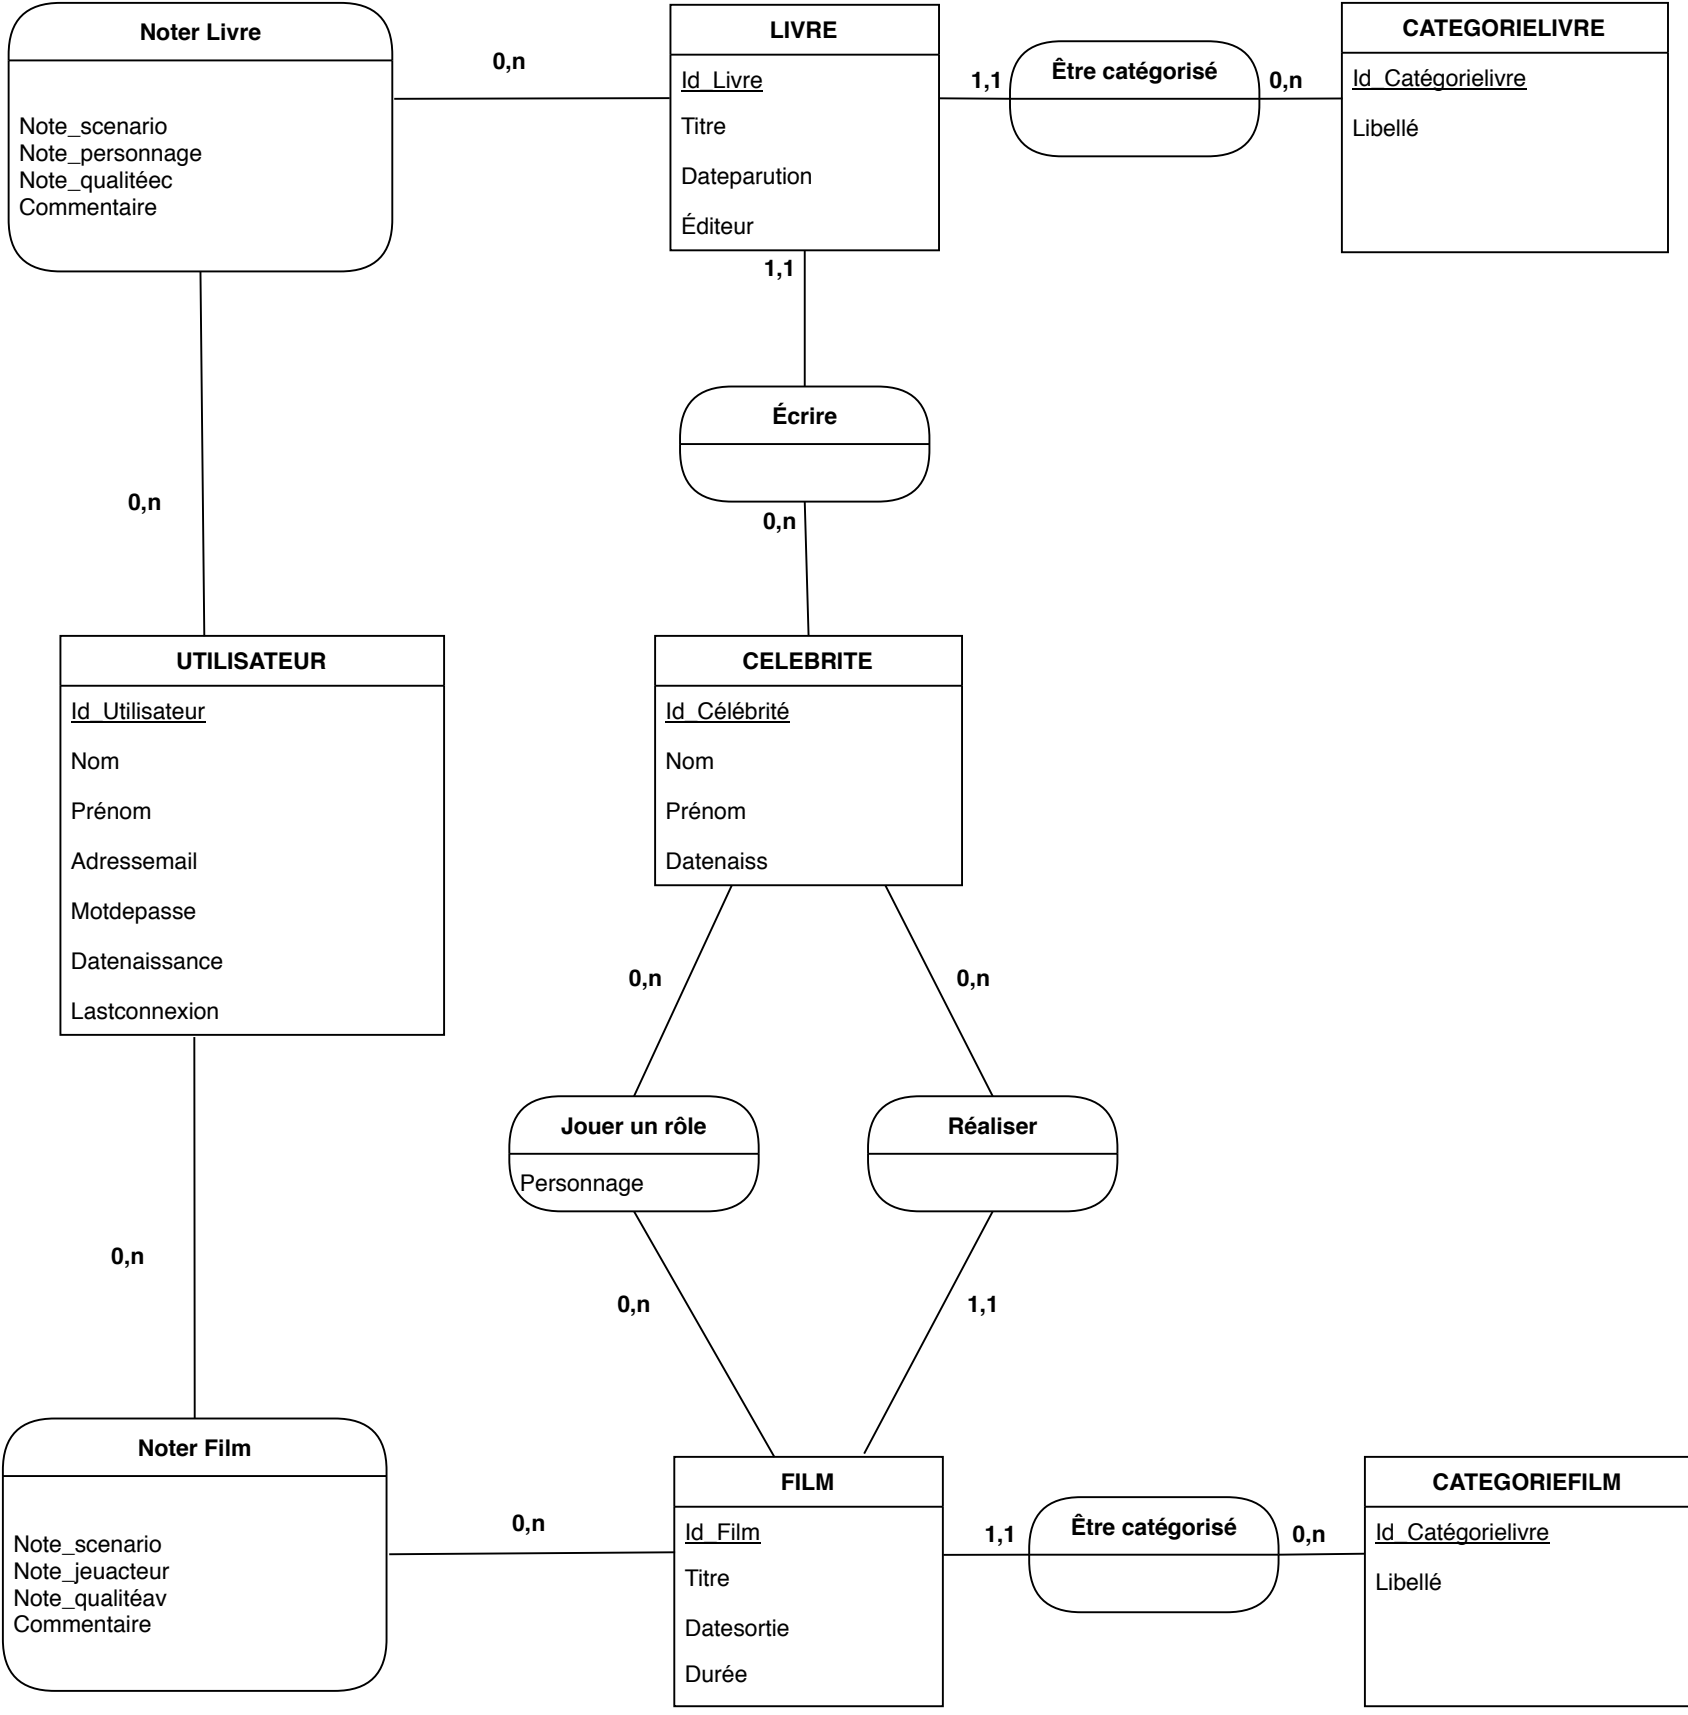 Noter Livre
Note_scenario
Note_personnage
Note_qualitéec
Commentaire
0,n
LIVRE
Id_Livre
Titre
Dateparution
Éditeur
1,1
Être catégorisé
0,n
CATEGORIELIVRE
Id_Catégorielivre
Libellé
1,1
Écrire
0,n
0,n
UTILISATEUR
Id_Utilisateur
Nom
Prénom
Adressemail
Motdepasse
Datenaissance
Lastconnexion
CELEBRITE
Id_Célébrité
Nom
Prénom
Datenaiss
0,n
0,n
Jouer un rôle
Personnage
Réaliser
0,n
0,n
1,1
Noter Film
Note_scenario
Note_jeuacteur
Note_qualitéav
Commentaire
0,n
FILM
Id_Film
Titre
Datesortie
Durée
1,1
Être catégorisé
0,n
CATEGORIEFILM
Id_Catégorielivre
Libellé